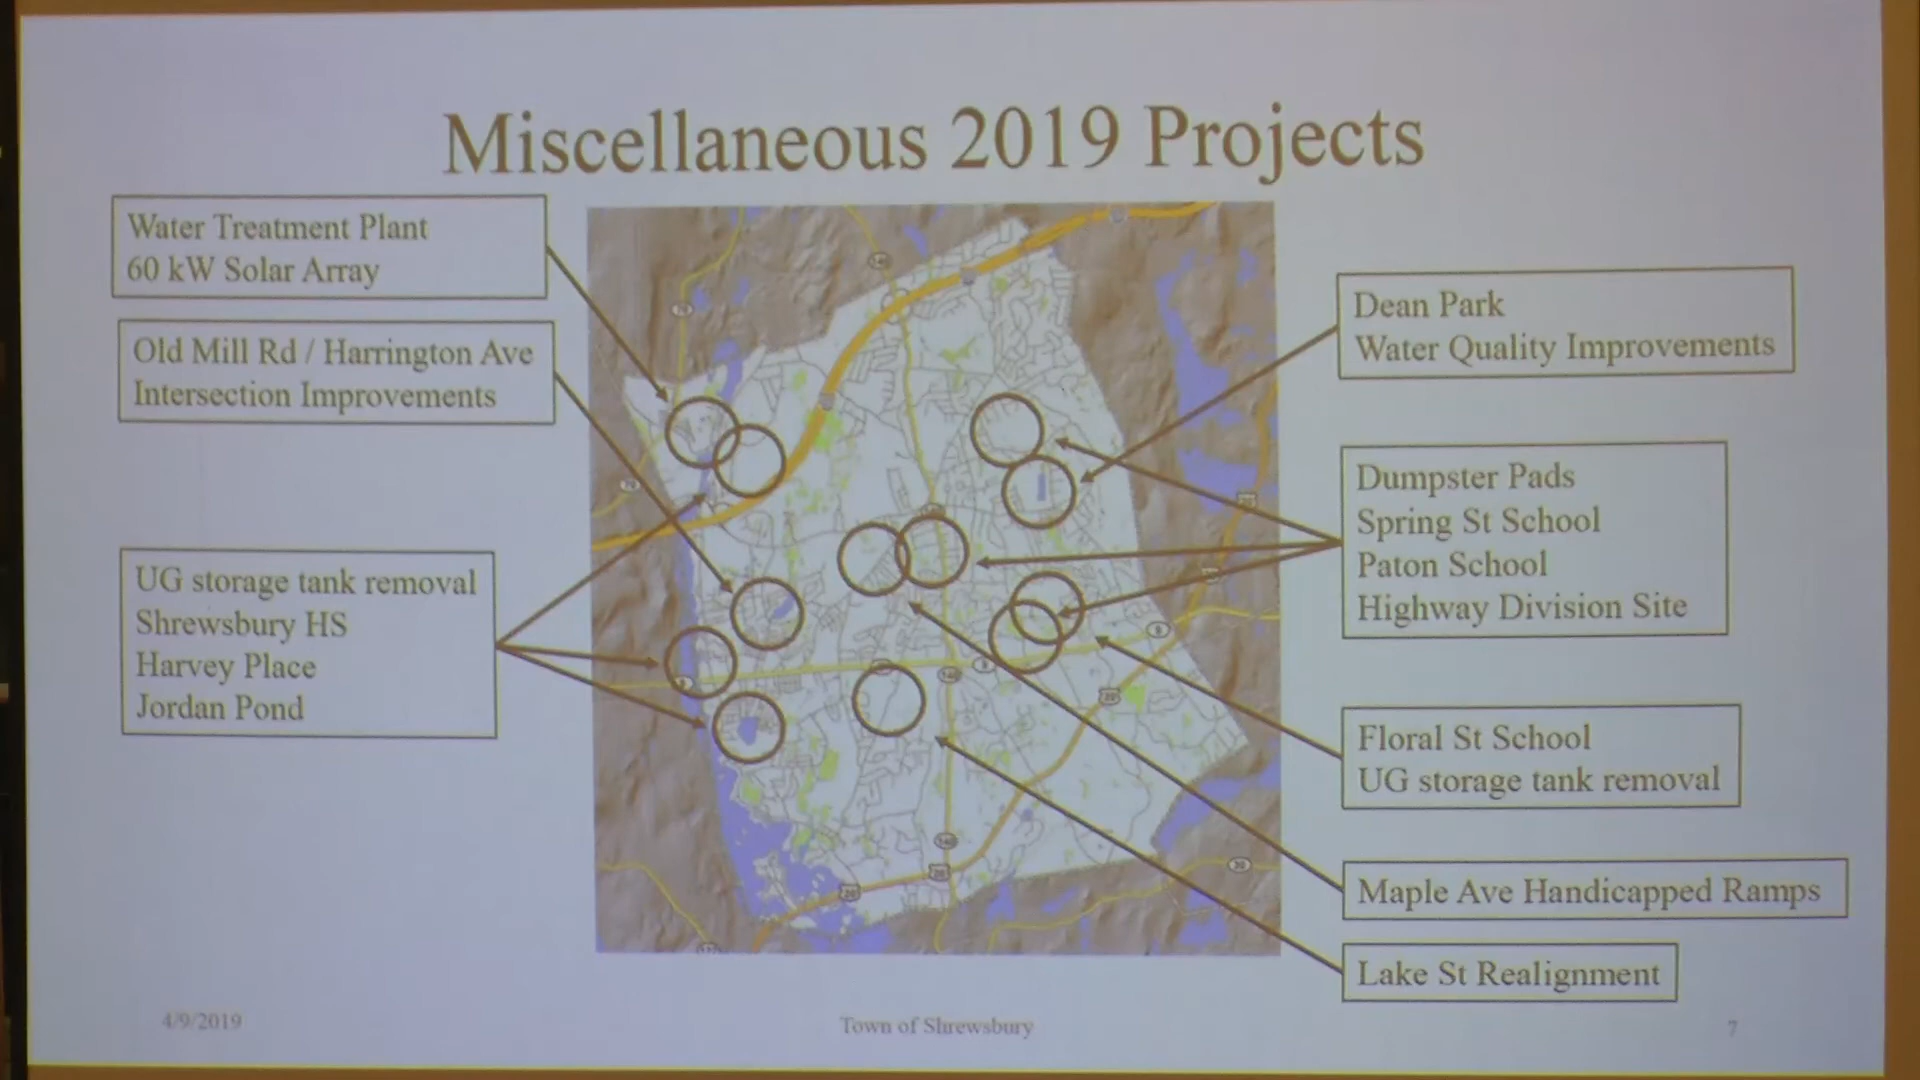 Miscellaneous 2019 Projects
Water Treatment Plant
60 kW Solar Array
Old Mill Rd / Harrington Ave
Intersection Improvements
UG storage tank removal
Shrewsbury HS
Harvey Place
Jordan Pond
Dean Park
Water Quality Improvements
Dumpster Pads
Spring St School
Paton School
Highway Division Site
Floral St School
UG storage tank removal
Maple Ave Handicapped Ramps
Lake St Realignment
4/9/2019
Town of Shrewsbury
7